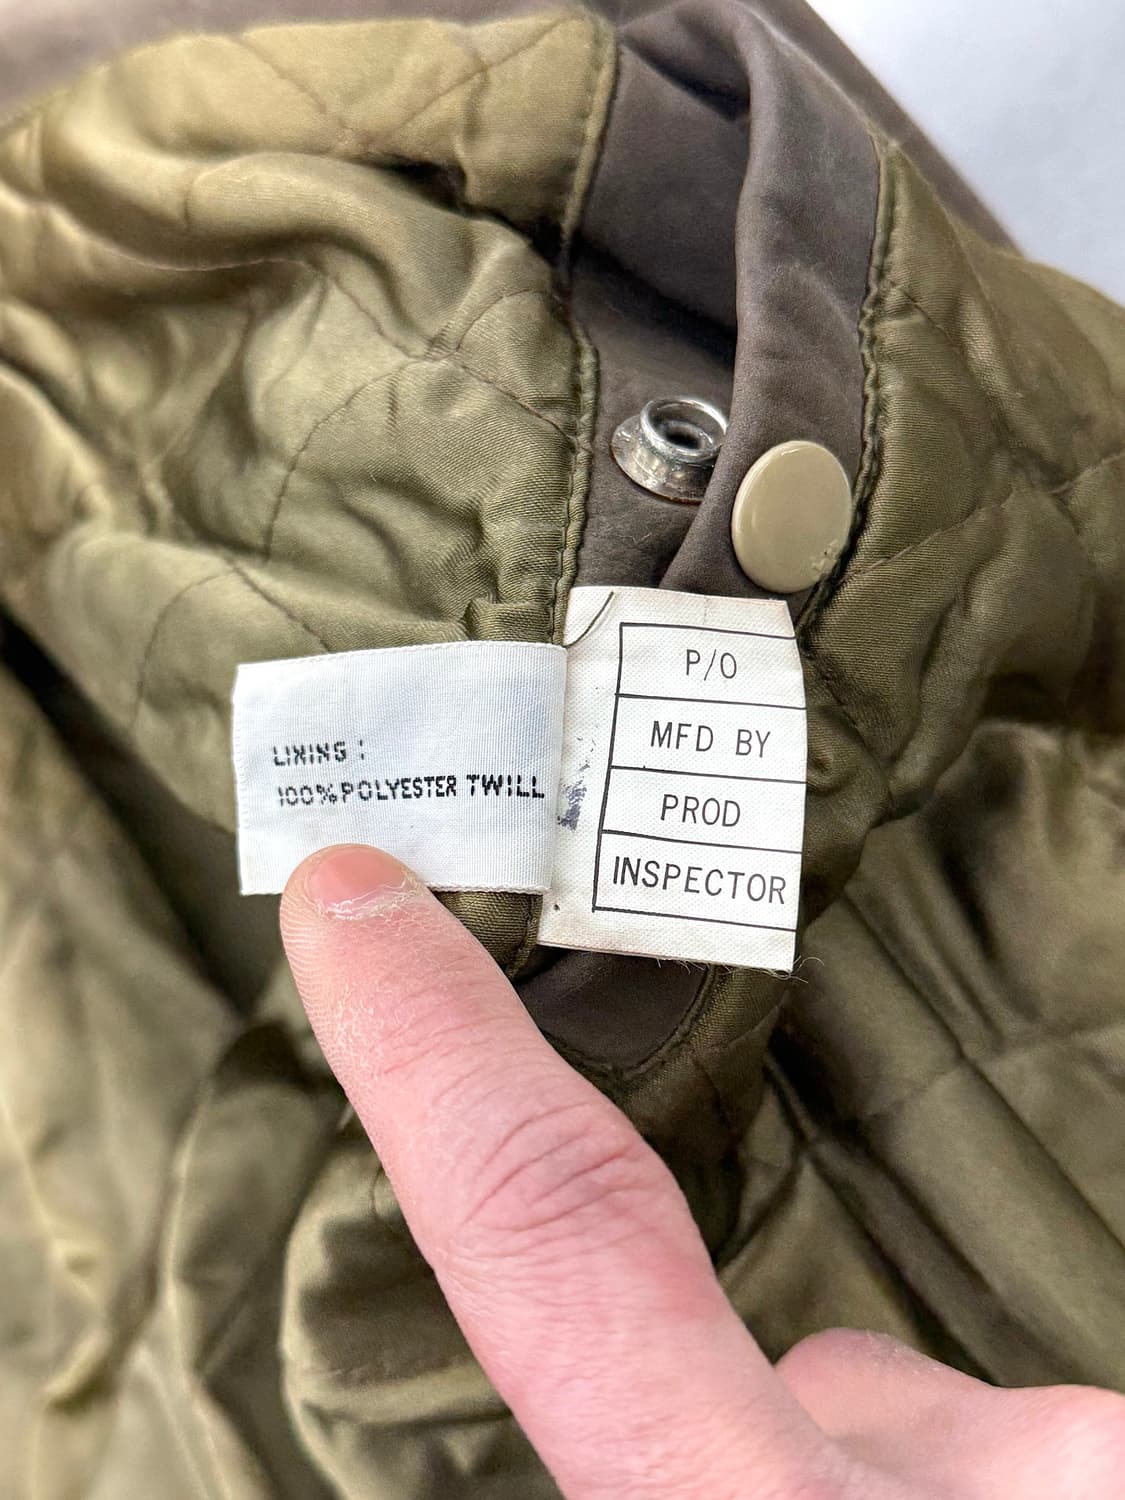 LINING :
100% POLYESTER TWILL
P/O
MFD BY
PROD
INSPECTOR